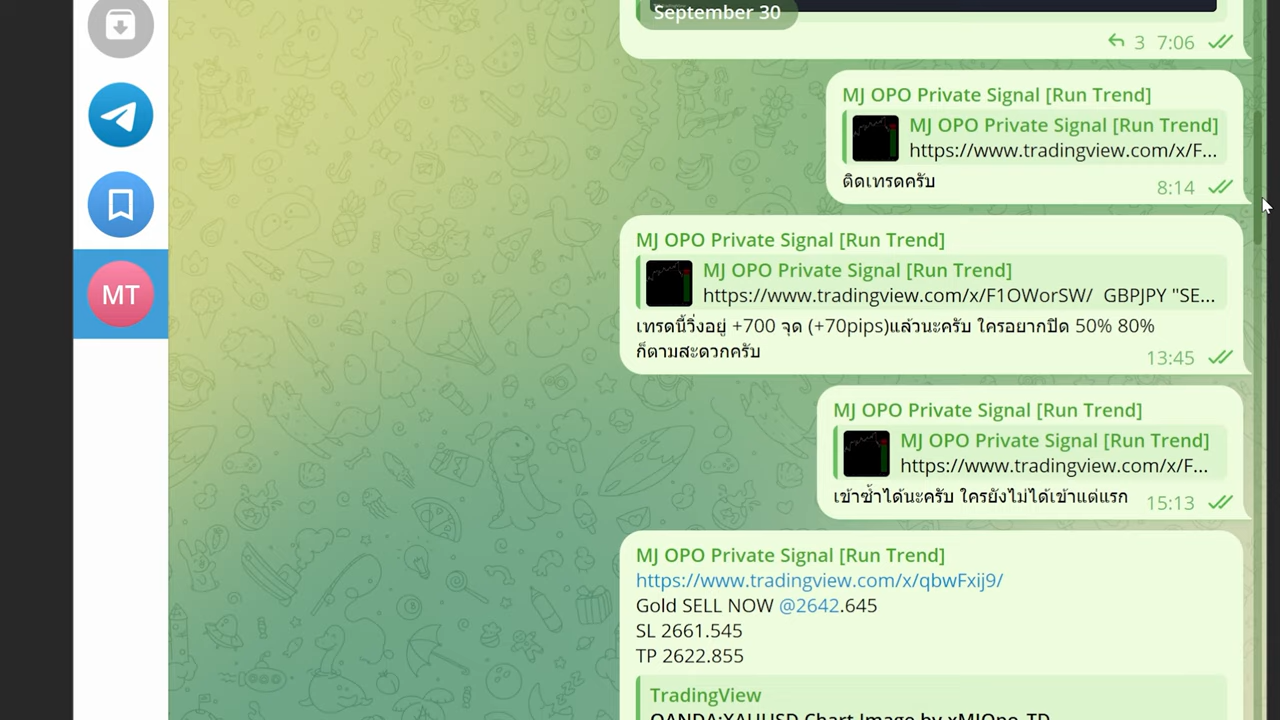 September 30
3 7:06
MJ OPO Private Signal [Run Trend]
MJ OPO Private Signal [Run Trend]
https://www.tradingview.com/x/F...
ติดเทรดครับ
8:14
MJ OPO Private Signal [Run Trend]
MJ OPO Private Signal [Run Trend]
https://www.tradingview.com/x/F1OWorSW/ GBPJPY "SE...
เทรดนี้วิ่งอยู่ +700 จุด (+70pips)แล้วนะครับ ใครอยากปิด 50% 80%
ก็ตามสะดวกครับ
13:45
MT
MJ OPO Private Signal [Run Trend]
MJ OPO Private Signal [Run Trend]
https://www.tradingview.com/x/F...
เข้าซ้ำได้นะครับ ใครยังไม่ได้เข้าแต่แรก
15:13
MJ OPO Private Signal [Run Trend]
https://www.tradingview.com/x/qbwFxij9/
Gold SELL NOW @2642.645
SL 2661.545
TP 2622.855
TradingView
OANDA:XAUUSD Chart Image by xMJOpo_TD